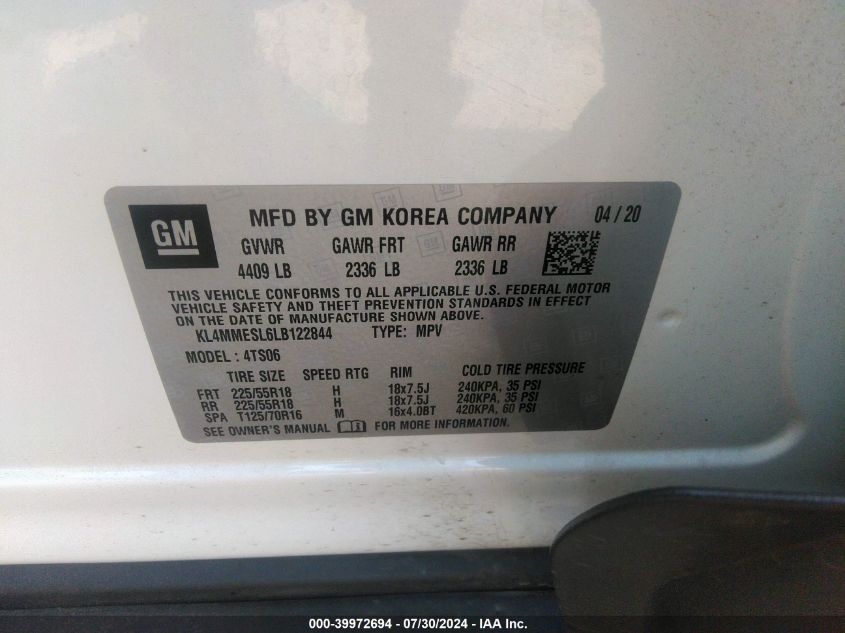 GM MFD BY GM KOREA COMPANY 04 / 20
GVWR GAWR FRT GAWR RR
4409 LB 2336 LB 2336 LB
THIS VEHICLE CONFORMS TO ALL APPLICABLE U.S. FEDERAL MOTOR
VEHICLE SAFETY AND THEFT PREVENTION STANDARDS IN EFFECT
ON THE DATE OF MANUFACTURE SHOWN ABOVE.
KL4MMESL6LB122844 TYPE: MPV
MODEL : 4TS06
TIRE SIZE SPEED RTG RIM COLD TIRE PRESSURE
FRT 225/55R18 H 18x7.5J 240KPA, 35 PSI
RR 225/55R18 H 18x7.5J 240KPA, 35 PSI
SPA T125/70R16 M 16x4.0BT 420KPA, 60 PSI
SEE OWNER'S MANUAL FOR MORE INFORMATION.
000-39972694 - 07/30/2024 - IAA Inc.